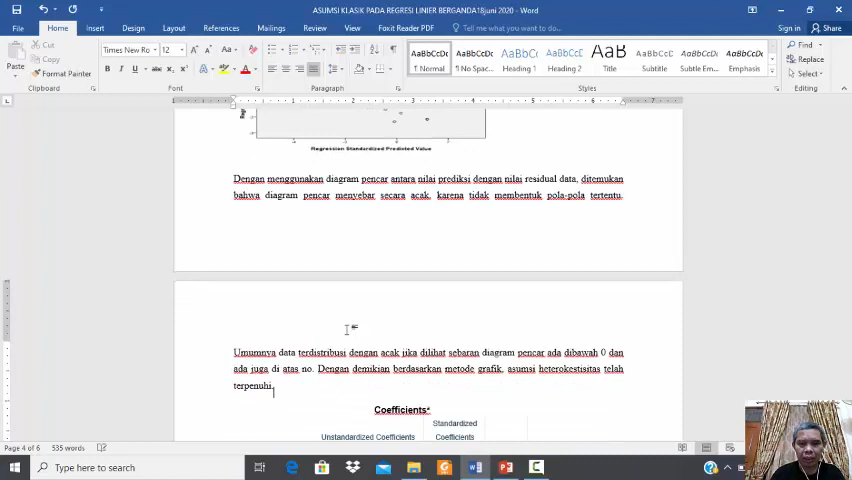 ASUMSI KLASIK PADA REGRESI LINIER BERGANDA18juni 2020 - Word
Sign in
Share
File Home Insert Design Layout References Mailings Review View Foxit Reader PDF Tell me what you want to do...
Paste
Cut
Copy
Format Painter
Times New Ro 12
AaBbCcDc AaBbCcDc AaBbCc AaBbCcC AaB AaBbCcC AaBbCcDc AaBbCcDc
¶ Normal ¶ No Spac... Heading 1 Heading 2 Title Subtitle Subtle Em... Emphasis
Find
Replace
Select
Clipboard Font Paragraph Styles Editing
Regression Standardized Predicted Value
Dengan menggunakan diagram pencar antara nilai prediksi dengan nilai residual data, ditemukan
bahwa diagram pencar menyebar secara acak, karena tidak membentuk pola-pola tertentu.
Umumnya data terdistribusi dengan acak jika dilihat sebaran diagram pencar ada dibawah 0 dan
ada juga di atas no. Dengan demikian berdasarkan metode grafik, asumsi heterokestisitas telah
terpenuhi.
Coefficientsᵃ
Standardized
Unstandardized Coefficients Coefficients
Page 4 of 6 535 words
Type here to search